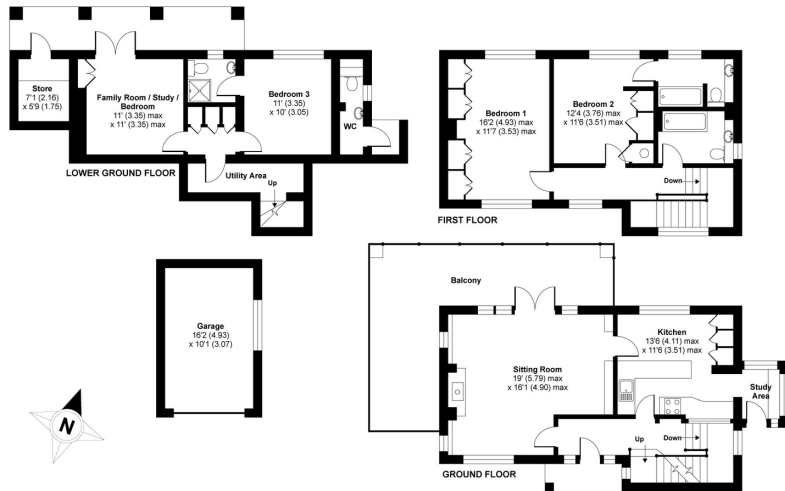 Store
7'1 (2.16)
x 5'9 (1.75)
Family Room / Study /
Bedroom
11' (3.35) max
x 11' (3.35) max
Bedroom 3
11' (3.35)
x 10' (3.05)
WC
LOWER GROUND FLOOR
Utility Area
Up
Bedroom 1
16'2 (4.93) max
x 11'7 (3.53) max
Bedroom 2
12'4 (3.76) max
x 11'6 (3.51) max
Down
FIRST FLOOR
Garage
16'2 (4.93)
x 10'1 (3.07)
N
Balcony
Sitting Room
19' (5.79) max
x 16'1 (4.90) max
Kitchen
13'6 (4.11) max
x 11'6 (3.51) max
Study
Area
Up
Down
GROUND FLOOR